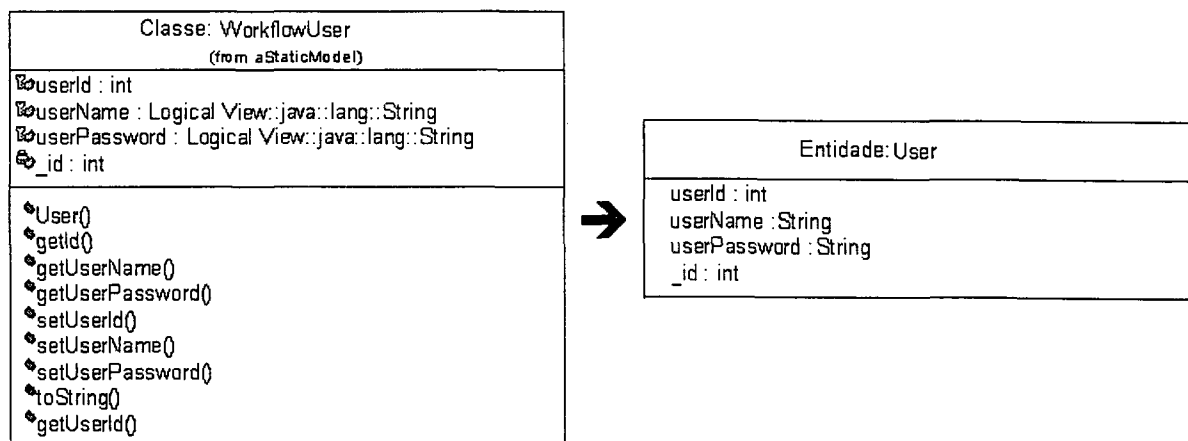 Classe: WorkflowUser
(from aStaticModel)
userId : int
userName : Logical View::java::lang::String
userPassword : Logical View::java::lang::String
_id : int
User()
getId()
getUserName()
getUserPassword()
setUserId()
setUserName()
setUserPassword()
toString()
getUserId()
Entidade: User
userId : int
userName : String
userPassword : String
_id : int